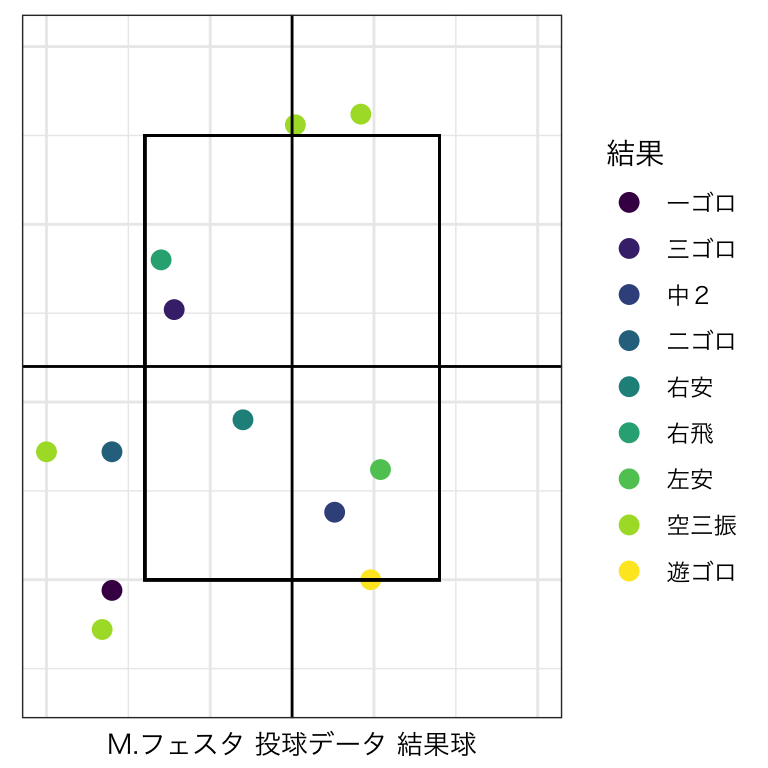 結果
一ゴロ
三ゴロ
中２
二ゴロ
右安
右飛
左安
空三振
遊ゴロ
M.フェスタ 投球データ 結果球